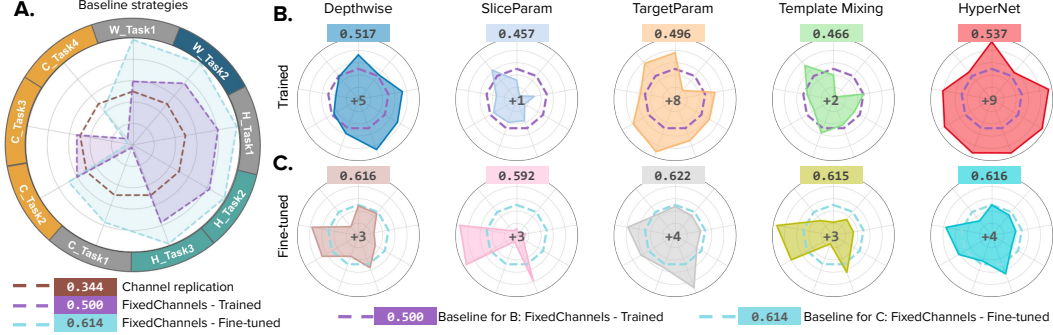 A.
Baseline strategies
W_Task1
W_Task2
H_Task1
H_Task2
H_Task3
C_Task1
C_Task2
C_Task3
C_Task4
0.344 Channel replication
0.500 FixedChannels - Trained
0.614 FixedChannels - Fine-tuned
B.
Depthwise SliceParam TargetParam Template Mixing HyperNet
0.517 0.457 0.496 0.466 0.537
Trained
+5 +1 +8 +2 +9
C.
0.616 0.592 0.622 0.615 0.616
Fine-tuned
+3 +3 +4 +3 +4
0.500 Baseline for B: FixedChannels - Trained
0.614 Baseline for C: FixedChannels - Fine-tuned